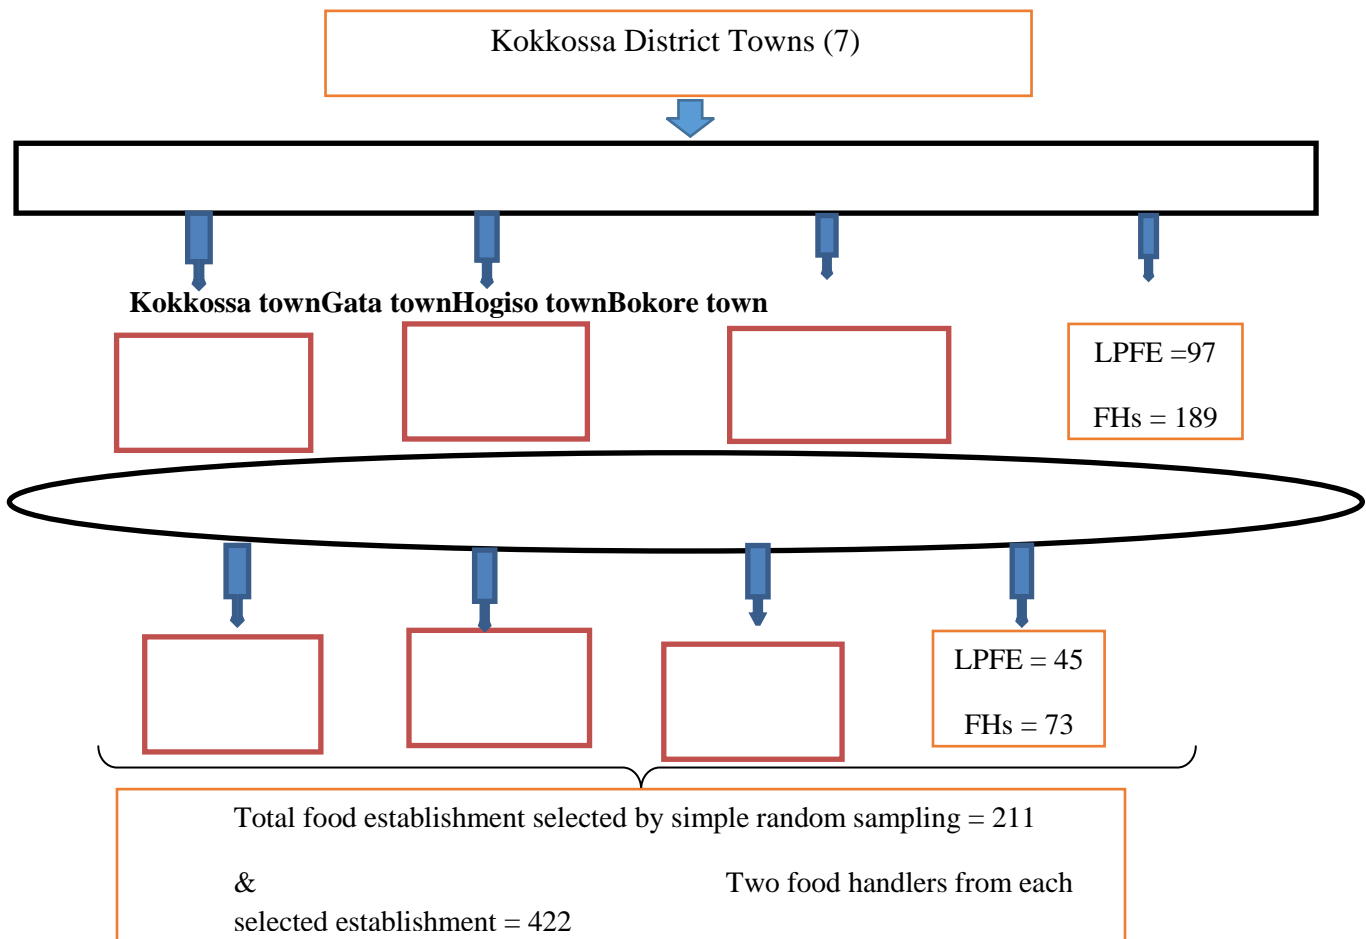 Kokkossa District Towns (7)
Kokkossa townGata townHogiso townBokore town
LPFE =97
FHs = 189
LPFE = 45
FHs = 73
Total food establishment selected by simple random sampling = 211
& Two food handlers from each
selected establishment = 422